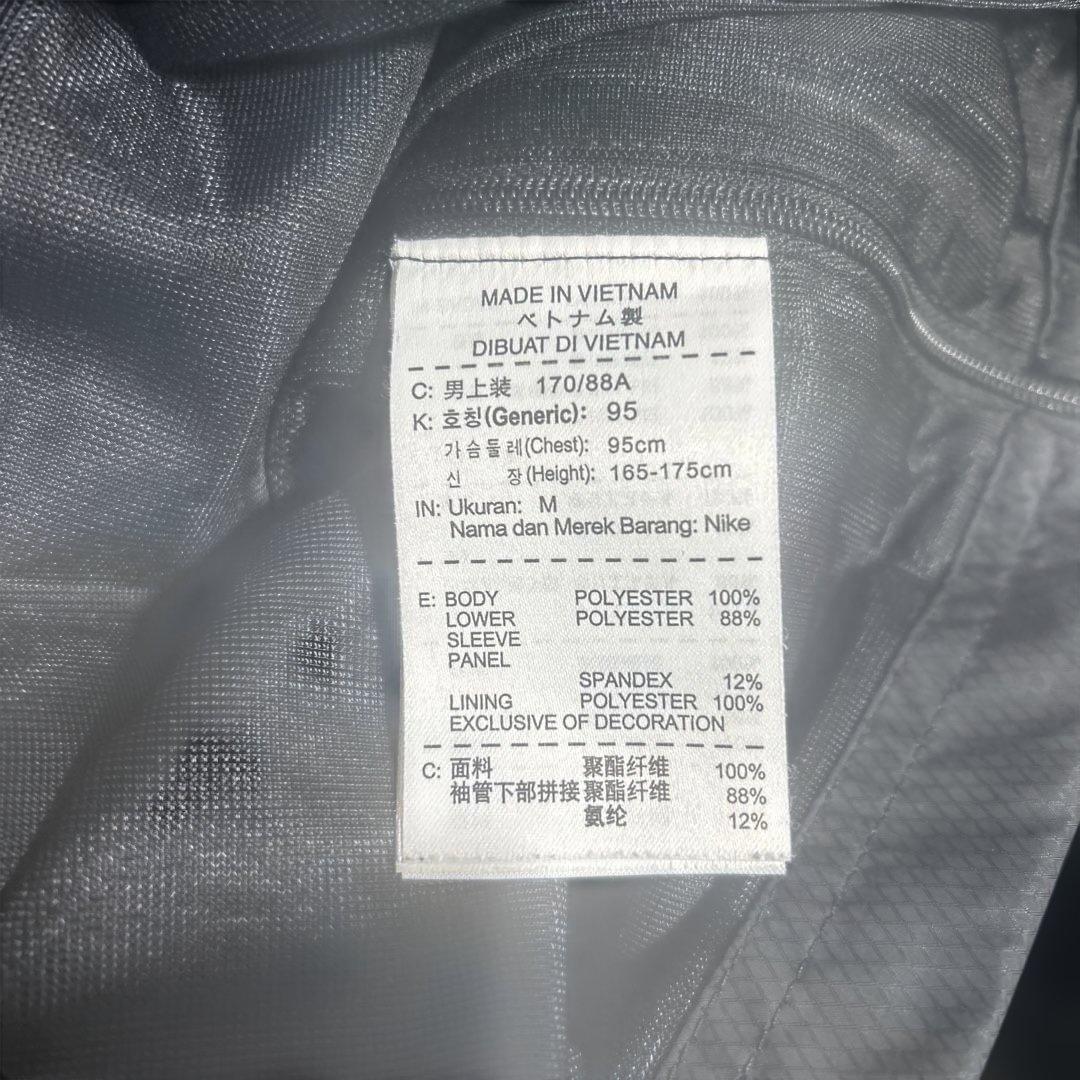 MADE IN VIETNAM
ベトナム製
DIBUAT DI VIETNAM
C: 男上装 170/88A
K: 호칭(Generic): 95
가슴둘레(Chest): 95cm
신 장(Height): 165-175cm
IN: Ukuran: M
Nama dan Merek Barang: Nike
E: BODY POLYESTER 100%
LOWER POLYESTER 88%
SLEEVE
PANEL
SPANDEX 12%
LINING POLYESTER 100%
EXCLUSIVE OF DECORATION
C: 面料 聚酯纤维 100%
袖管下部拼接 聚酯纤维 88%
氨纶 12%